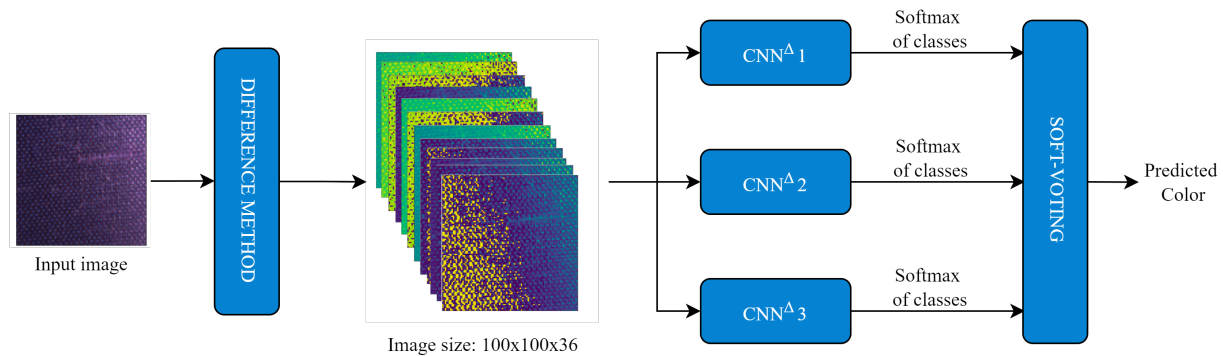 Input image
DIFFERENCE METHOD
Image size: 100x100x36
CNN^Δ 1
CNN^Δ 2
CNN^Δ 3
Softmax
of classes
Softmax
of classes
Softmax
of classes
SOFT-VOTING
Predicted
Color